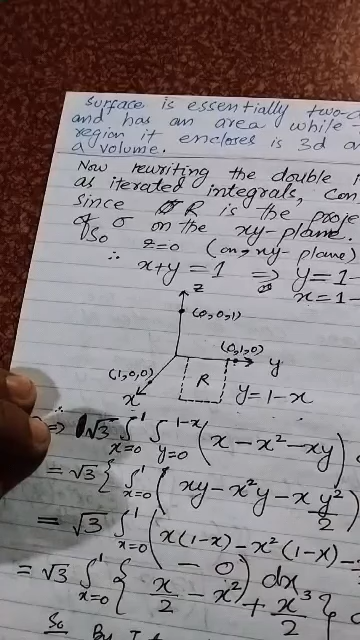 Surface is essentially two-d
and has an area while
region it encloses is 3d a
a volume.
Now rewriting the double i
as iterated integrals, con
since R is the proje
of σ on the xy-plane.
So z=0 (on xy-plane)
∴ x+y=1 ⇒ y=1-
x=1-
z
(0,0,1)
(0,1,0)
y
(1,0,0)
R
x
y=1-x
∴ ⇒ √3 ∫_{x=0}^{1} ∫_{y=0}^{1-x} (x-x²-xy)
= √3 { ∫_{x=0}^{1} (xy-x²y-x y²/2)
= √3 ∫_{x=0}^{1} (x(1-x)-x²(1-x)-
-0) dx
= √3 ∫_{x=0}^{1} { x/2 - x² + x³/2 }
So By I